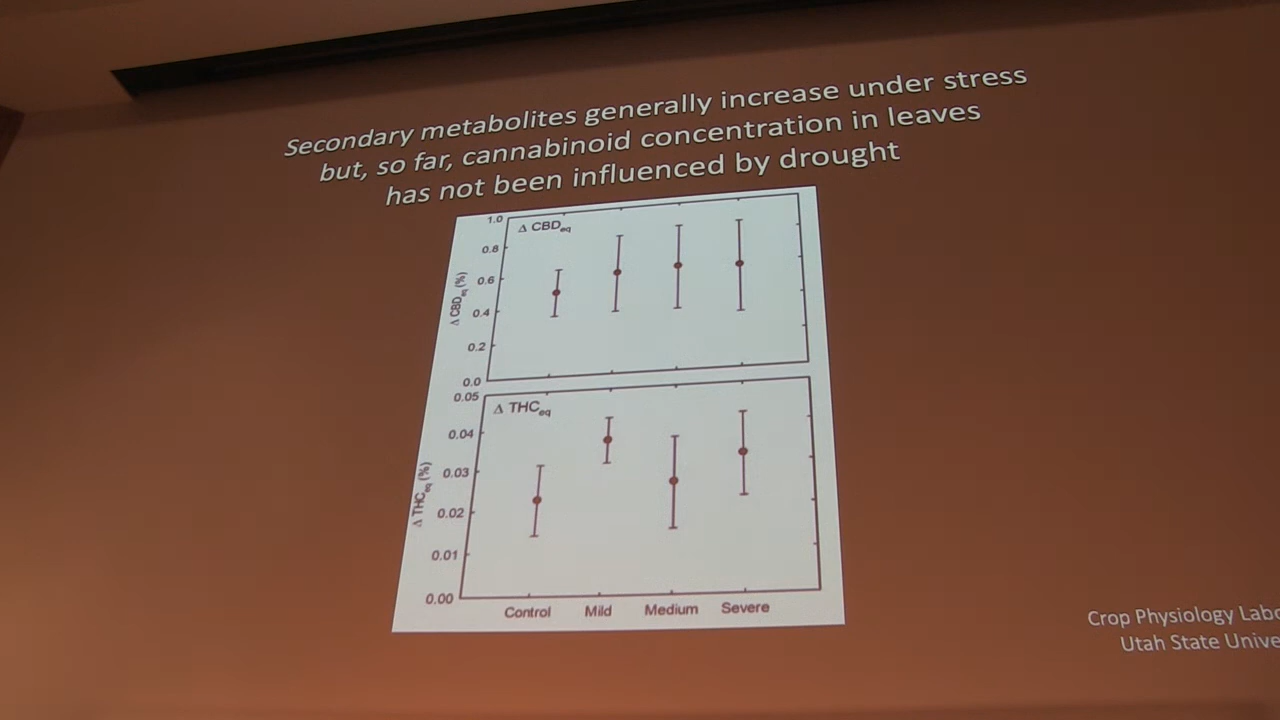 Secondary metabolites generally increase under stress
but, so far, cannabinoid concentration in leaves
has not been influenced by drought
1.0
Δ CBDeq
0.8
0.6
0.4
0.2
0.0
Δ CBDeq (%)
0.05
Δ THCeq
0.04
0.03
0.02
0.01
0.00
Δ THCeq (%)
Control Mild Medium Severe
Crop Physiology Labo
Utah State Unive